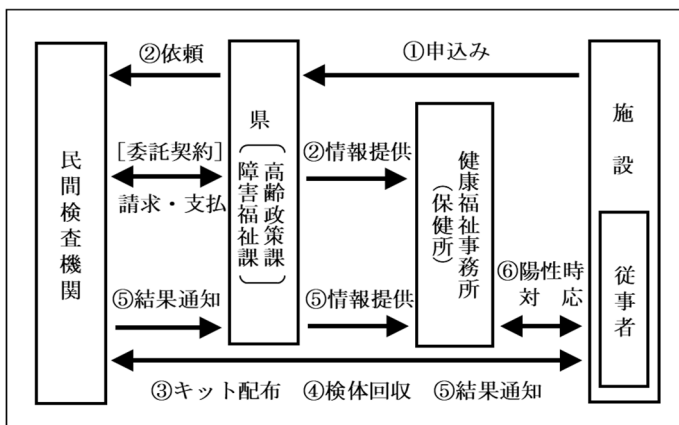 ②依頼
①申込み
民間検査機関
県
高齢政策課
障害福祉課
施設
従事者
健康福祉事務所
（保健所）
［委託契約］
請求・支払
②情報提供
⑤結果通知
⑤情報提供
⑥陽性時
対　応
③キット配布　④検体回収　⑤結果通知